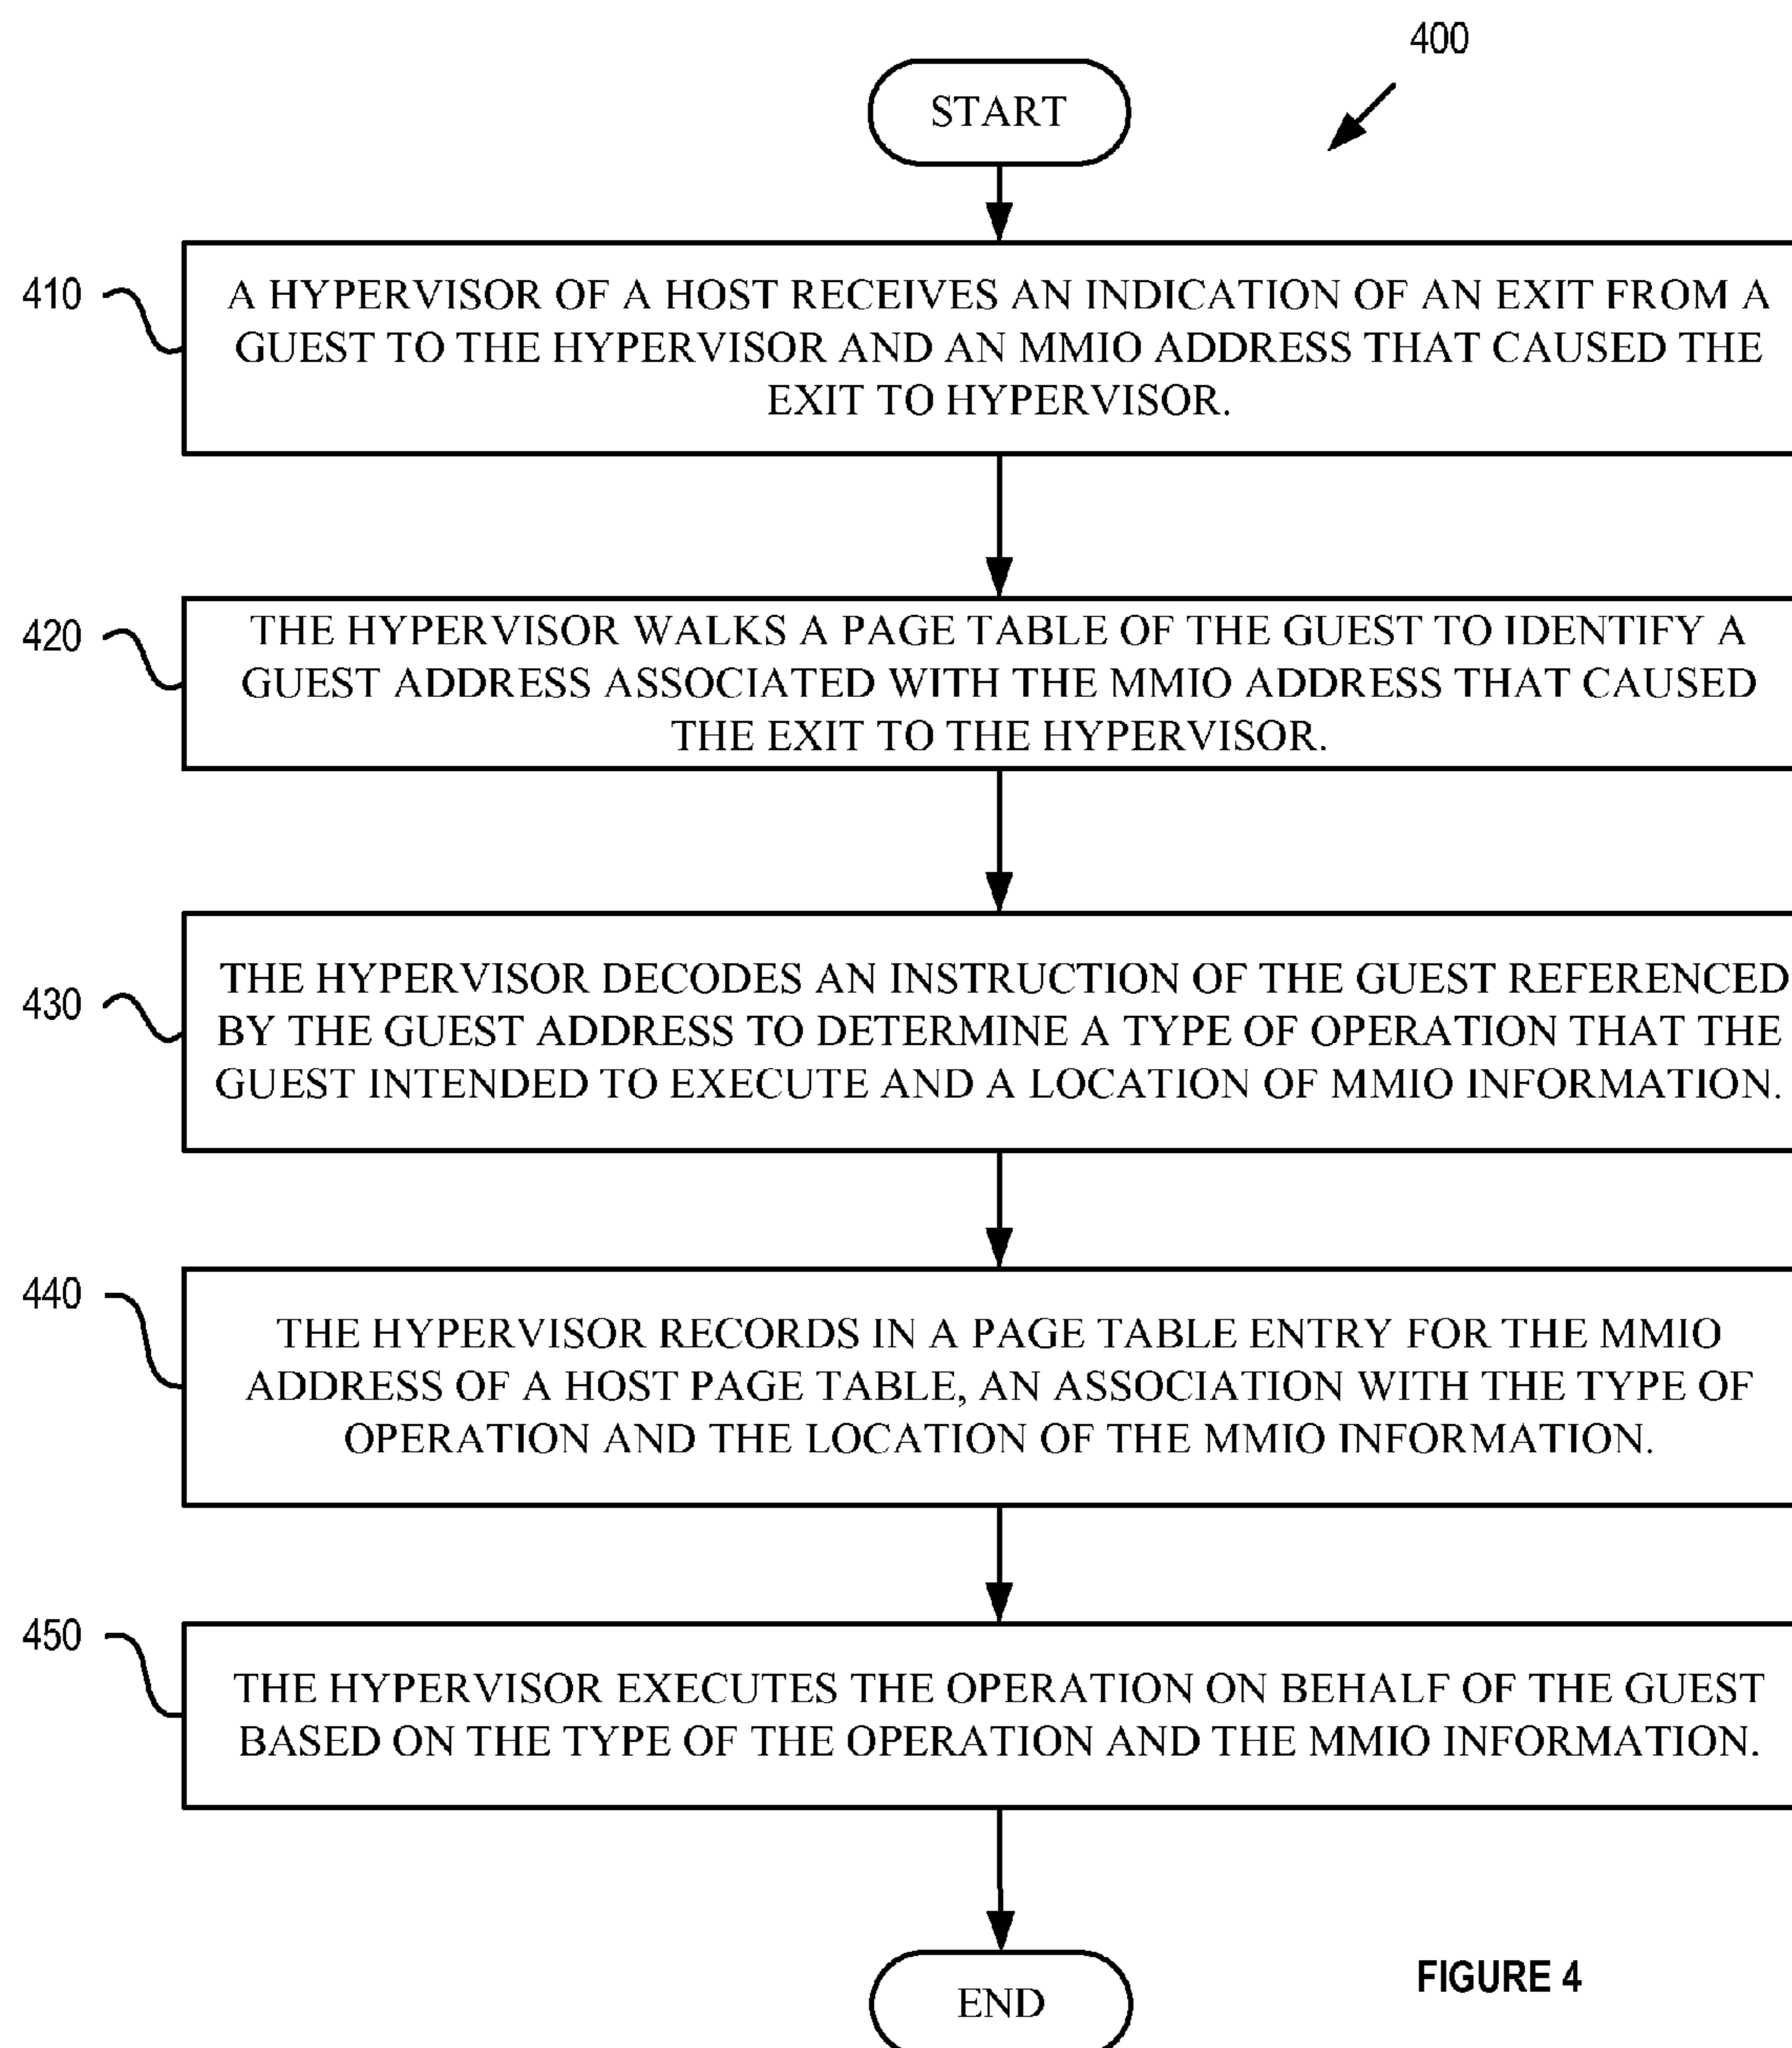 400
START
410
A HYPERVISOR OF A HOST RECEIVES AN INDICATION OF AN EXIT FROM A
GUEST TO THE HYPERVISOR AND AN MMIO ADDRESS THAT CAUSED THE
EXIT TO HYPERVISOR.
420
THE HYPERVISOR WALKS A PAGE TABLE OF THE GUEST TO IDENTIFY A
GUEST ADDRESS ASSOCIATED WITH THE MMIO ADDRESS THAT CAUSED
THE EXIT TO THE HYPERVISOR.
430
THE HYPERVISOR DECODES AN INSTRUCTION OF THE GUEST REFERENCED
BY THE GUEST ADDRESS TO DETERMINE A TYPE OF OPERATION THAT THE
GUEST INTENDED TO EXECUTE AND A LOCATION OF MMIO INFORMATION.
440
THE HYPERVISOR RECORDS IN A PAGE TABLE ENTRY FOR THE MMIO
ADDRESS OF A HOST PAGE TABLE, AN ASSOCIATION WITH THE TYPE OF
OPERATION AND THE LOCATION OF THE MMIO INFORMATION.
450
THE HYPERVISOR EXECUTES THE OPERATION ON BEHALF OF THE GUEST
BASED ON THE TYPE OF THE OPERATION AND THE MMIO INFORMATION.
FIGURE 4
END